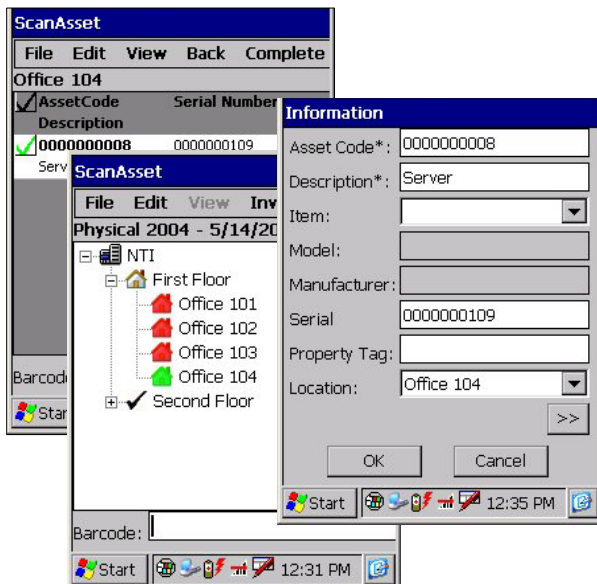 ScanAsset
File Edit View Back Complete
Office 104
AssetCode Serial Number
Description
0000000008 0000000109
Serv
Barcod
Star
ScanAsset
File Edit View Inv
Physical 2004 - 5/14/20
NTI
First Floor
Office 101
Office 102
Office 103
Office 104
Second Floor
Barcode:
Start 12:31 PM
Information
Asset Code*: 0000000008
Description*: Server
Item:
Model:
Manufacturer:
Serial 0000000109
Property Tag:
Location: Office 104
>>
OK Cancel
Start 12:35 PM